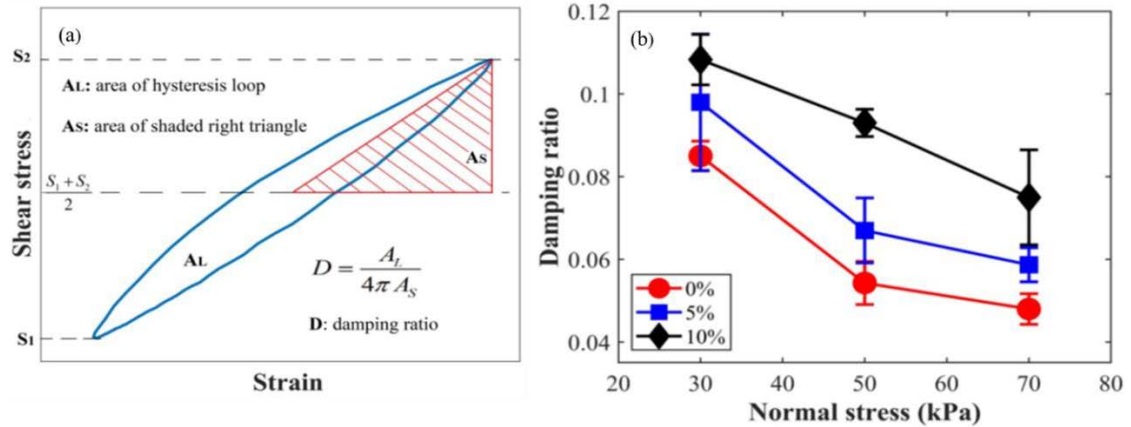 (a)
S2
AL: area of hysteresis loop
As: area of shaded right triangle
As
S1 + S2
2
AL
D = AL
4π AS
D: damping ratio
S1
Shear stress
Strain
(b)
0.12
0.1
0.08
0.06
0.04
Damping ratio
0%
5%
10%
20 30 40 50 60 70 80
Normal stress (kPa)